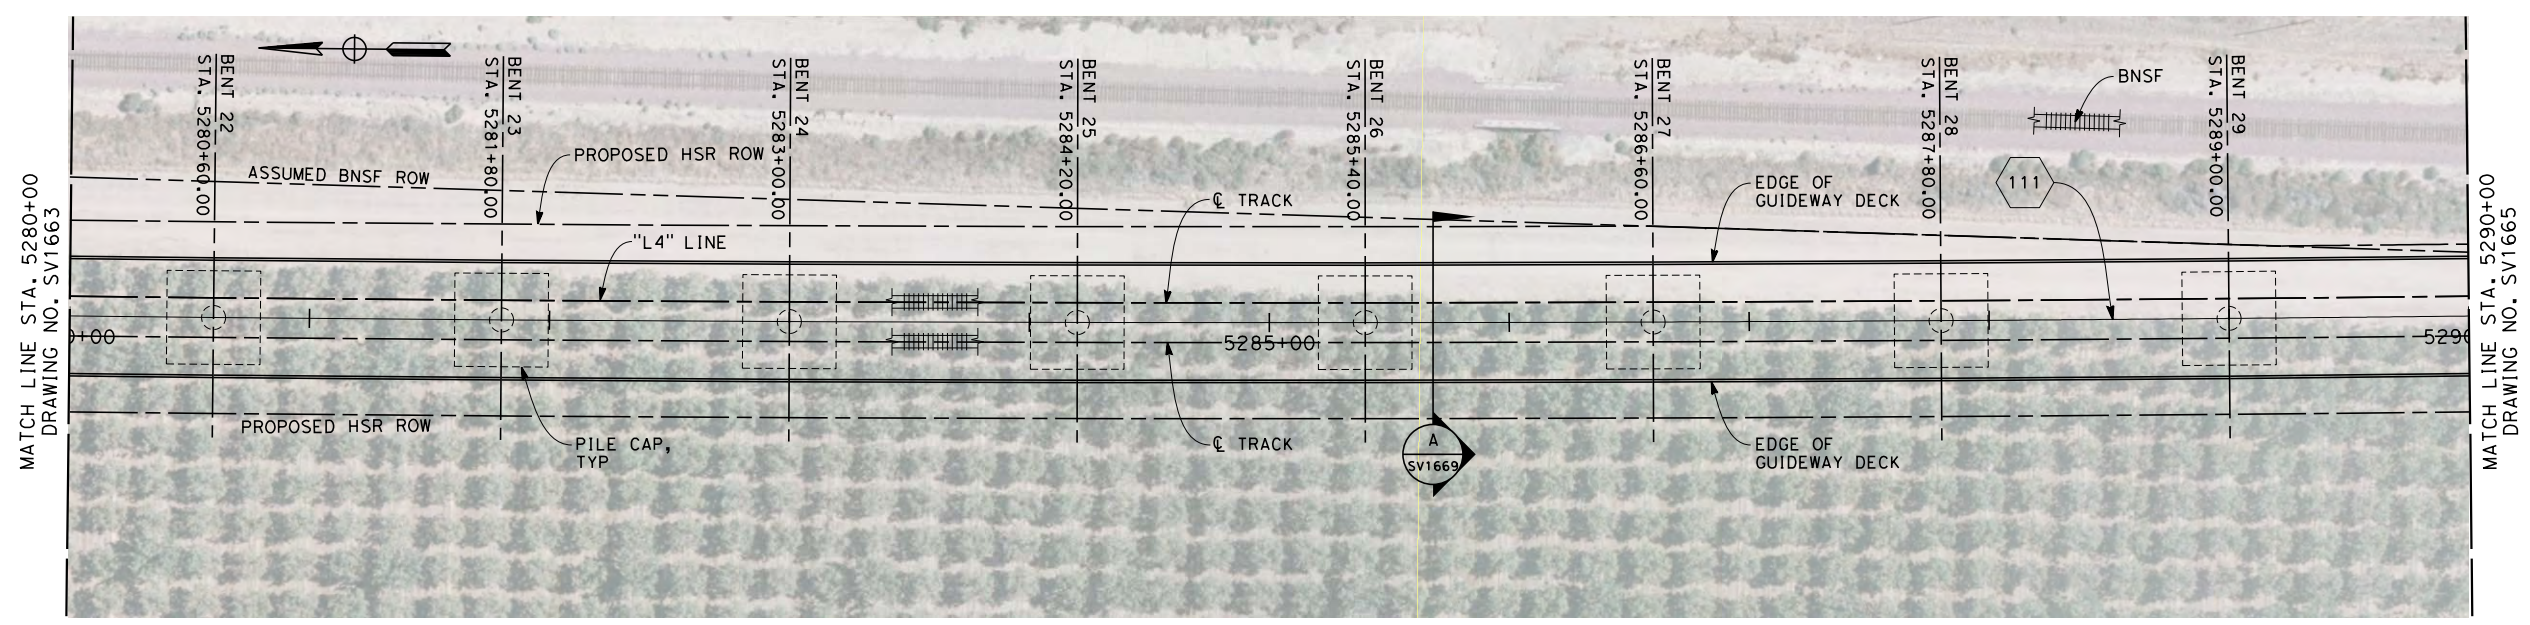 MATCH LINE STA. 5280+00
DRAWING NO. SV1663
BENT 22
STA. 5280+60.00
BENT 23
STA. 5281+80.00
BENT 24
STA. 5283+00.00
BENT 25
STA. 5284+20.00
BENT 26
STA. 5285+40.00
BENT 27
STA. 5286+60.00
BENT 28
STA. 5287+80.00
BENT 29
STA. 5289+00.00
BNSF
PROPOSED HSR ROW
ASSUMED BNSF ROW
℄ TRACK
EDGE OF
GUIDEWAY DECK
111
"L4" LINE
0+00
5285+00
5290
PROPOSED HSR ROW
PILE CAP,
TYP
℄ TRACK
A
SV1669
EDGE OF
GUIDEWAY DECK
MATCH LINE STA. 5290+00
DRAWING NO. SV1665